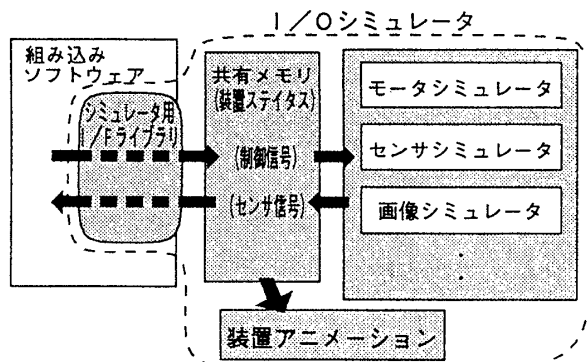 I/Oシミュレータ
組み込み
ソフトウェア
シミュレータ用
I/Fライブラリ
共有メモリ
(装置ステイタス)
(制御信号)
(センサ信号)
モータシミュレータ
センサシミュレータ
画像シミュレータ
装置アニメーション